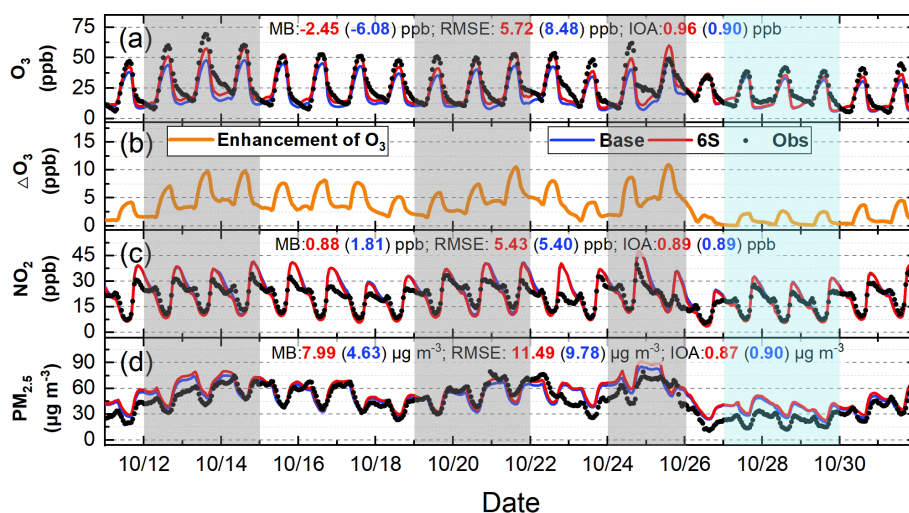 (a)
MB:-2.45 (-6.08) ppb; RMSE: 5.72 (8.48) ppb; IOA:0.96 (0.90) ppb
O3
(ppb)
75
50
25
0
(b)
Enhancement of O3
Base 6S Obs
△O3
(ppb)
15
10
5
0
(c)
MB:0.88 (1.81) ppb; RMSE: 5.43 (5.40) ppb; IOA:0.89 (0.89) ppb
NO2
(ppb)
45
30
15
0
(d)
MB:7.99 (4.63) µg m-3; RMSE: 11.49 (9.78) µg m-3, IOA:0.87 (0.90) µg m-3
PM2.5
(µg m-3)
90
60
30
0
10/12 10/14 10/16 10/18 10/20 10/22 10/24 10/26 10/28 10/30
Date